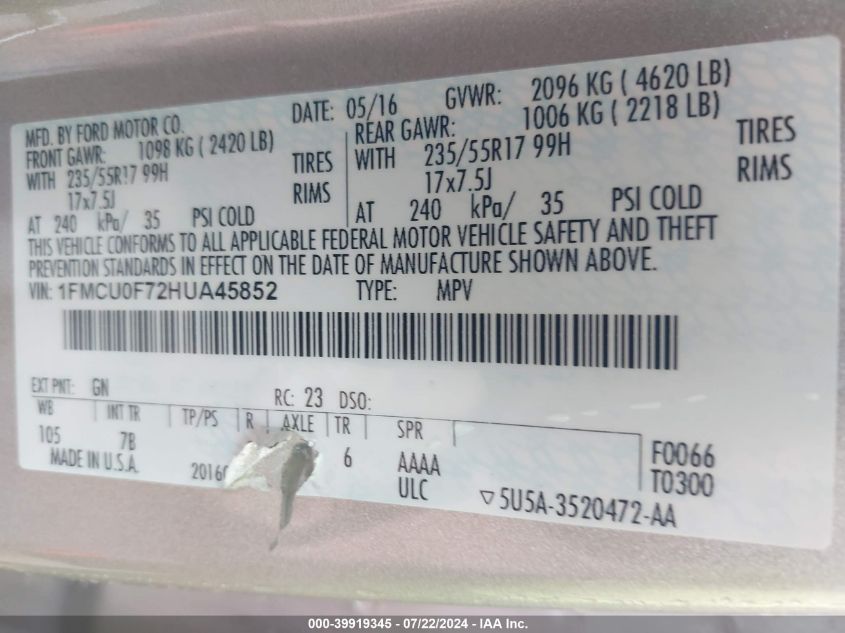 MFD. BY FORD MOTOR CO. DATE: 05/16 GVWR: 2096 KG ( 4620 LB)
FRONT GAWR: 1098 KG ( 2420 LB) REAR GAWR: 1006 KG ( 2218 LB)
WITH 235/55R17 99H TIRES WITH 235/55R17 99H TIRES
17x7.5J RIMS 17x7.5J RIMS
AT 240 kPa/ 35 PSI COLD AT 240 kPa/ 35 PSI COLD
THIS VEHICLE CONFORMS TO ALL APPLICABLE FEDERAL MOTOR VEHICLE SAFETY AND THEFT
PREVENTION STANDARDS IN EFFECT ON THE DATE OF MANUFACTURE SHOWN ABOVE.
VIN: 1FMCU0F72HUA45852 TYPE: MPV
EXT PNT: GN RC: 23 DSO:
WB INT TR TP/PS R AXLE TR SPR
105 7B 6 AAAA F0066
MADE IN U.S.A. ULC T0300
▽5U5A-3520472-AA
000-39919345 - 07/22/2024 - IAA Inc.